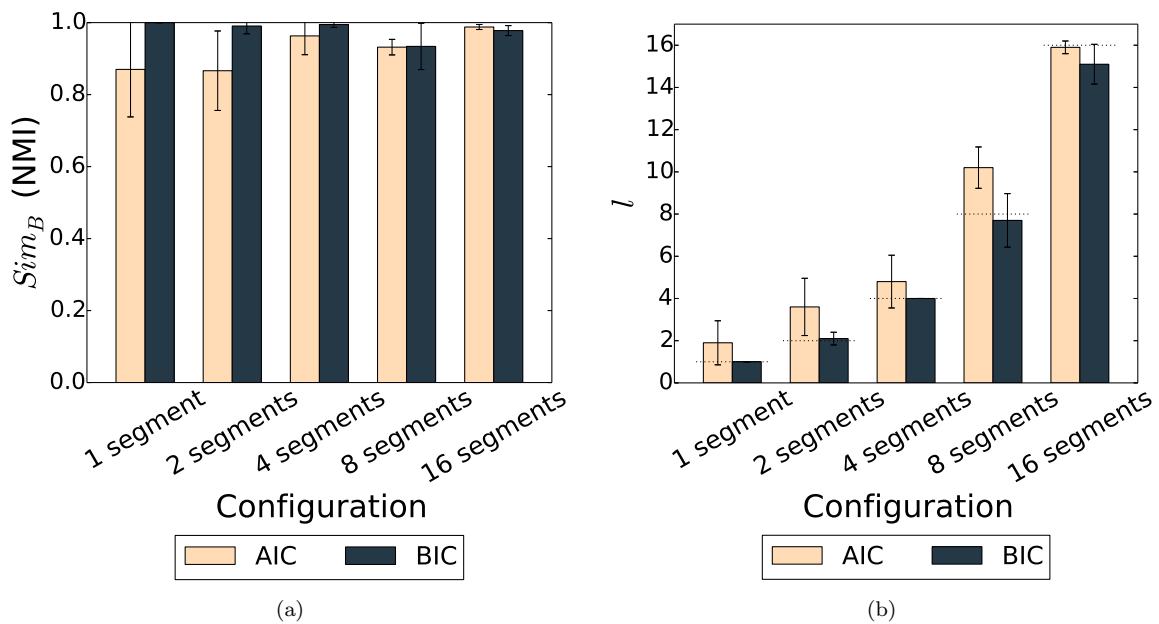 1.0
0.8
0.6
0.4
0.2
0.0
Sim_B (NMI)
1 segment
2 segments
4 segments
8 segments
16 segments
Configuration
AIC BIC
(a)
16
14
12
10
8
6
4
2
0
l
1 segment
2 segments
4 segments
8 segments
16 segments
Configuration
AIC BIC
(b)